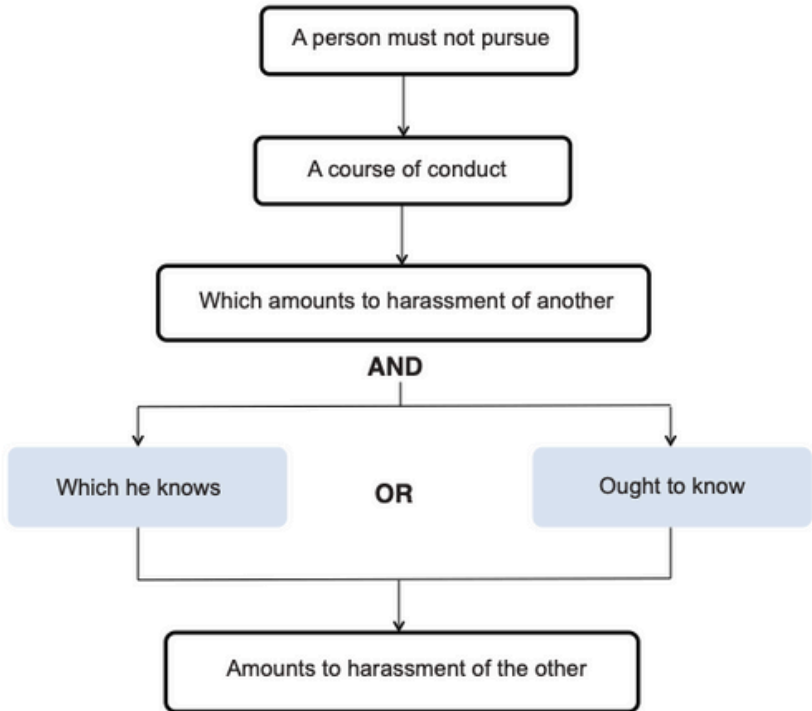 A person must not pursue
A course of conduct
Which amounts to harassment of another
AND
Which he knows
OR
Ought to know
Amounts to harassment of the other